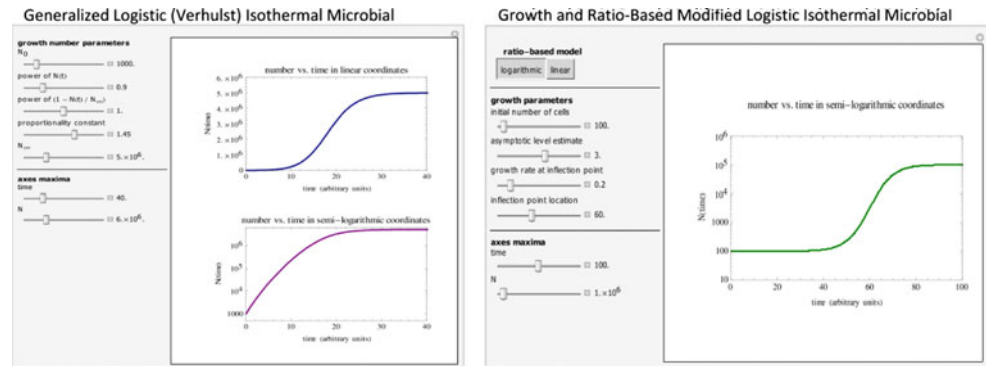 Generalized Logistic (Verhulst) Isothermal Microbial
growth number parameters
N₀
1000.
power of N(t)
0.9
power of (1 − N(t) / N∞)
1.
proportionality constant
1.45
N∞
5.×10⁶.
axes maxima
time
40.
N
6.×10⁶.
number vs. time in linear coordinates
6. × 10⁶
5. × 10⁶
4. × 10⁶
3. × 10⁶
2. × 10⁶
1. × 10⁶
0
N(time)
0 10 20 30 40
time (arbitrary units)
number vs. time in semi−logarithmic coordinates
10⁶
10⁵
10⁴
1000
N(time)
0 10 20 30 40
time (arbitrary units)
Growth and Ratio-Based Modified Logistic Isothermal Microbial
ratio−based model
logarithmic linear
growth parameters
initial number of cells
100.
asymptotic level estimate
3.
growth rate at inflection point
0.2
inflection point location
60.
axes maxima
time
100.
N
1.×10⁶
number vs. time in semi−logarithmic coordinates
10⁶
10⁵
10⁴
1000
100
10
N(time)
0 20 40 60 80 100
time (arbitrary units)